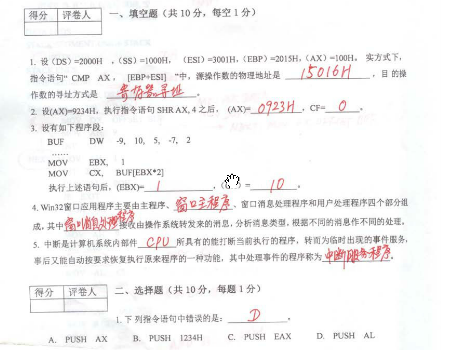 得分 评卷人 一、填空题（共 10 分，每空 1 分）
1. 设 (DS) =2000H ，(SS) =1000H，(ESI) =3001H，(EBP) =2015H，(AX) =100H。 实方式下，
指令语句“ CMP AX， [EBP+ESI] ”中，源操作数的物理地址是 15016H ，目 的操
作数的寻址方式是 寄存器寻址 。
2. 设(AX)=9234H，执行指令语句 SHR AX, 4 之后， (AX)= 0923H ，CF= 0 。
3. 设有如下程序段：
BUF DW -9, 10, 5, -7, 2
……
MOV EBX, 1
MOV CX, BUF[EBX*2]
执行上述语句后，(EBX)= 1 ，( ) = 10 。
4. Win32窗口应用程序主要由主程序、 窗口主程序 、窗口消息处理程序和用户处理程序四个部分组
成，其中 窗口消息处理程序 接收由操作系统转发来的消息，分析消息类型，根据不同的消息作不同的处理。
5. 中断是计算机系统内部件 CPU 所具有的能打断当前执行的程序，转而为临时出现的事件服务，
事后又能自动按要求恢复执行原来程序的一种功能，其中处理事件的程序称为 中断服务程序 。
得分 评卷人 二、选择题（共 10 分，每题 1 分）
1. 下列指令语句中错误的是： D 。
A. PUSH AX B. PUSH 1234H C. PUSH EAX D. PUSH AL